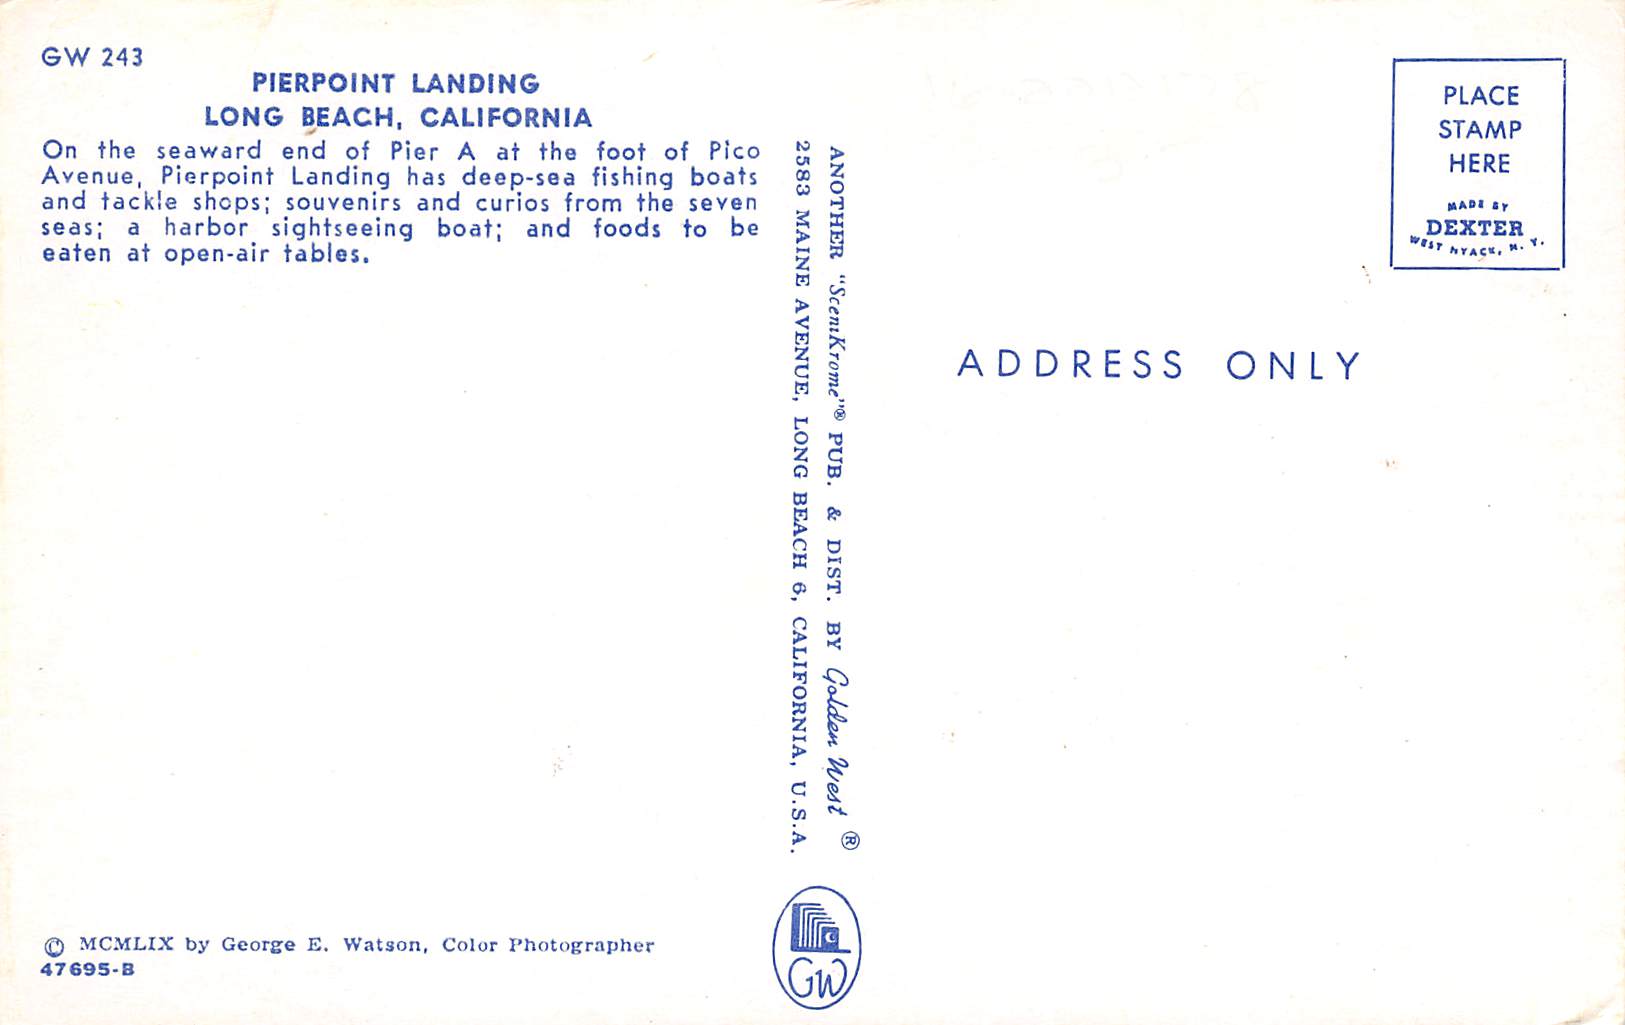 GW 243
PIERPOINT LANDING
LONG BEACH, CALIFORNIA
On the seaward end of Pier A at the foot of Pico
Avenue, Pierpoint Landing has deep-sea fishing boats
and tackle shops; souvenirs and curios from the seven
seas; a harbor sightseeing boat; and foods to be
eaten at open-air tables.
© MCMLIX by George E. Watson, Color Photographer
47695-B
ANOTHER "SceniKrome"® PUB. & DIST. BY Golden West ®
2583 MAINE AVENUE, LONG BEACH 6, CALIFORNIA, U.S.A.
GW
PLACE
STAMP
HERE
MADE BY
DEXTER
WEST NYACK, N. Y.
ADDRESS ONLY